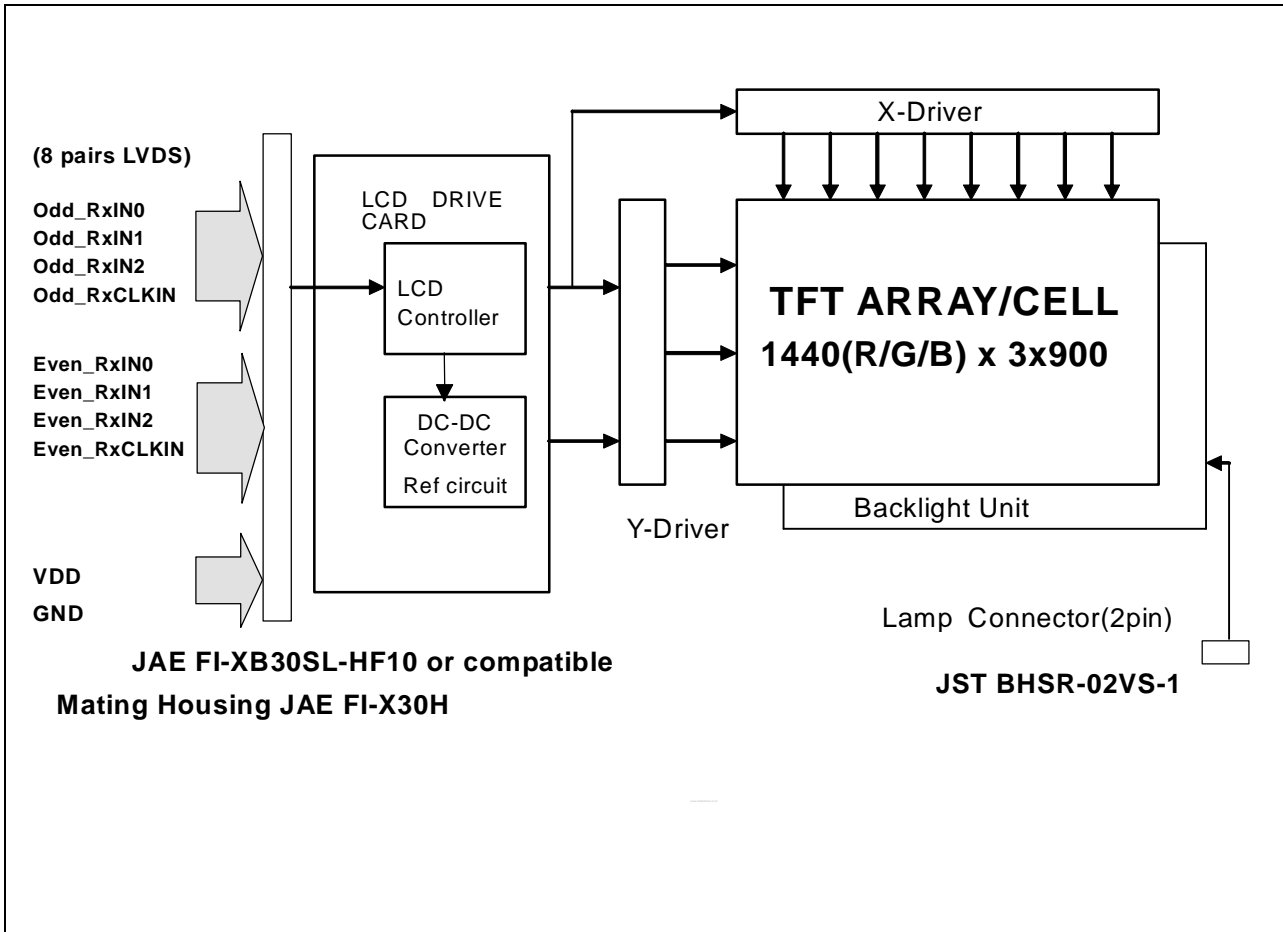 X-Driver
(8 pairs LVDS)
Odd_RxIN0
Odd_RxIN1
Odd_RxIN2
Odd_RxCLKIN
Even_RxIN0
Even_RxIN1
Even_RxIN2
Even_RxCLKIN
VDD
GND
LCD DRIVE
CARD
LCD
Controller
DC-DC
Converter
Ref circuit
Y-Driver
TFT ARRAY/CELL
1440(R/G/B) x 3x900
Backlight Unit
Lamp Connector(2pin)
JST BHSR-02VS-1
JAE FI-XB30SL-HF10 or compatible
Mating Housing JAE FI-X30H